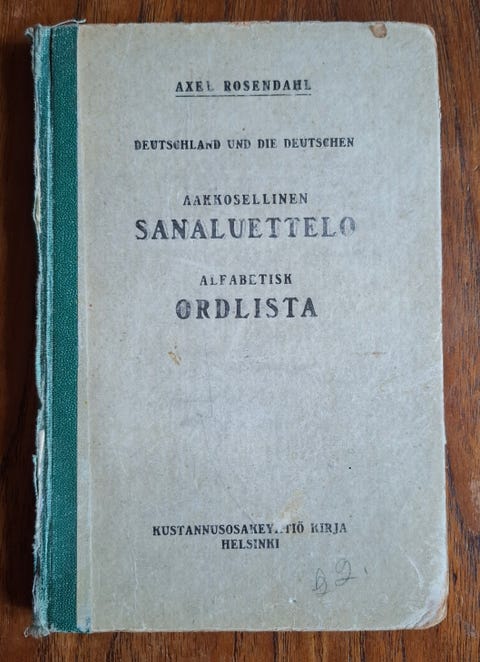 AXEL ROSENDAHL
DEUTSCHLAND UND DIE DEUTSCHEN
AAKKOSELLINEN
SANALUETTELO
ALFABETISK
ORDLISTA
KUSTANNUSOSAKEYHTIÖ KIRJA
HELSINKI